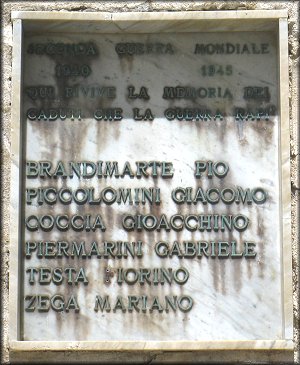 SECONDA GUERRA MONDIALE
1940 1945
QUI RIVIVE LA MEMORIA DEI
CADUTI CHE LA GUERRA RAPI'
BRANDIMARTE PIO
PICCOLOMINI GIACOMO
COCCIA GIOACCHINO
PIERMARINI GABRIELE
TESTA FIORINO
ZEGA MARIANO